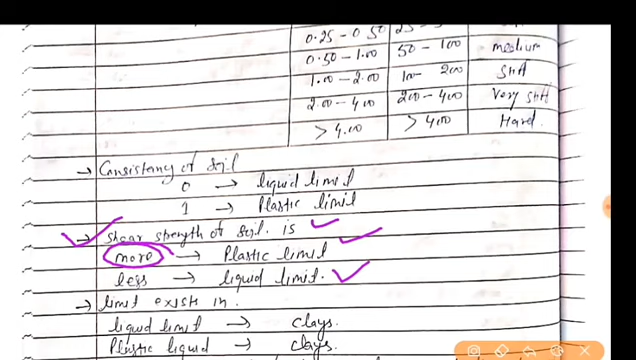 0.25 - 0.50 25 -
0.50 - 1.00 50 - 100 medium
1.00 - 2.00 100 - 200 Stiff
2.00 - 4.00 200 - 400 Very Stiff
> 4.00 > 400 Hard.
→ Consistency of Soil
0 → liquid limit
1 → Plastic limit
→ Shear strength of soil is
more → Plastic limit
less → liquid limit.
→ limit exists in.
liquid limit → clays.
Plastic liquid → clays.